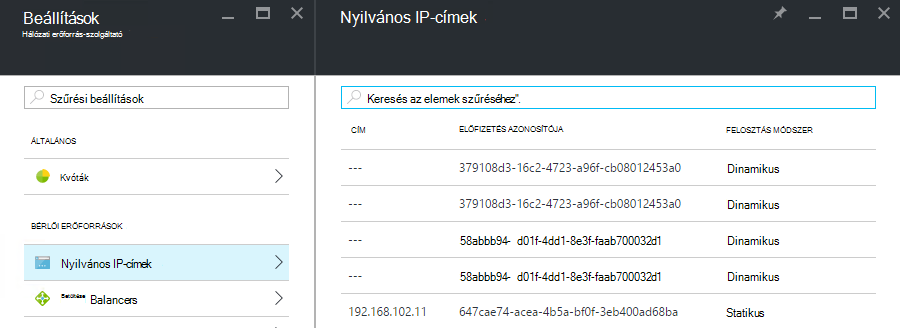 Beállítások
Hálózati erőforrás-szolgáltató
Szűrési beállítások
ÁLTALÁNOS
Kvóták
BÉRLŐI ERŐFORRÁSOK
Nyilvános IP-címek
Balancers
Nyilvános IP-címek
Keresés az elemek szűréséhez".
CÍM ELŐFIZETÉS AZONOSÍTÓJA FELOSZTÁS MÓDSZER
--- 379108d3-16c2-4723-a96f-cb08012453a0 Dinamikus
--- 379108d3-16c2-4723-a96f-cb08012453a0 Dinamikus
--- 58abbb94- d01f-4dd1-8e3f-faab700032d1 Dinamikus
--- 58abbb94- d01f-4dd1-8e3f-faab700032d1 Dinamikus
192.168.102.11 647cae74-acea-4b5a-bf0f-3eb400ad68ba Statikus